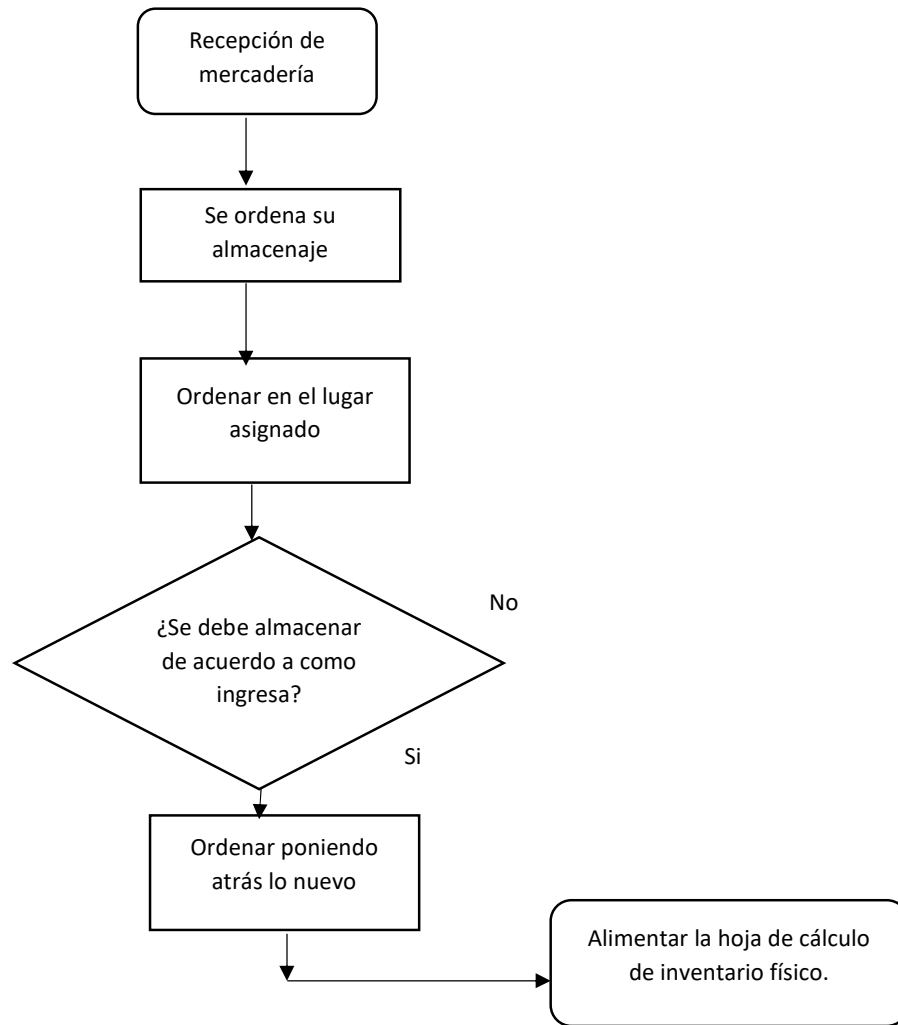 Recepción de
mercadería
Se ordena su
almacenaje
Ordenar en el lugar
asignado
No
¿Se debe almacenar
de acuerdo a como
ingresa?
Si
Ordenar poniendo
atrás lo nuevo
Alimentar la hoja de cálculo
de inventario físico.